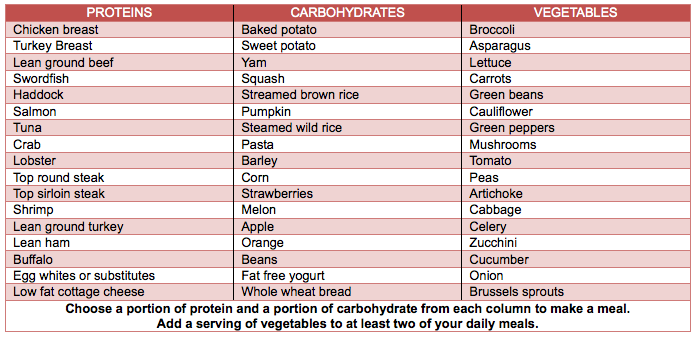 PROTEINS CARBOHYDRATES VEGETABLES
Chicken breast Baked potato Broccoli
Turkey Breast Sweet potato Asparagus
Lean ground beef Yam Lettuce
Swordfish Squash Carrots
Haddock Streamed brown rice Green beans
Salmon Pumpkin Cauliflower
Tuna Steamed wild rice Green peppers
Crab Pasta Mushrooms
Lobster Barley Tomato
Top round steak Corn Peas
Top sirloin steak Strawberries Artichoke
Shrimp Melon Cabbage
Lean ground turkey Apple Celery
Lean ham Orange Zucchini
Buffalo Beans Cucumber
Egg whites or substitutes Fat free yogurt Onion
Low fat cottage cheese Whole wheat bread Brussels sprouts
Choose a portion of protein and a portion of carbohydrate from each column to make a meal.
Add a serving of vegetables to at least two of your daily meals.